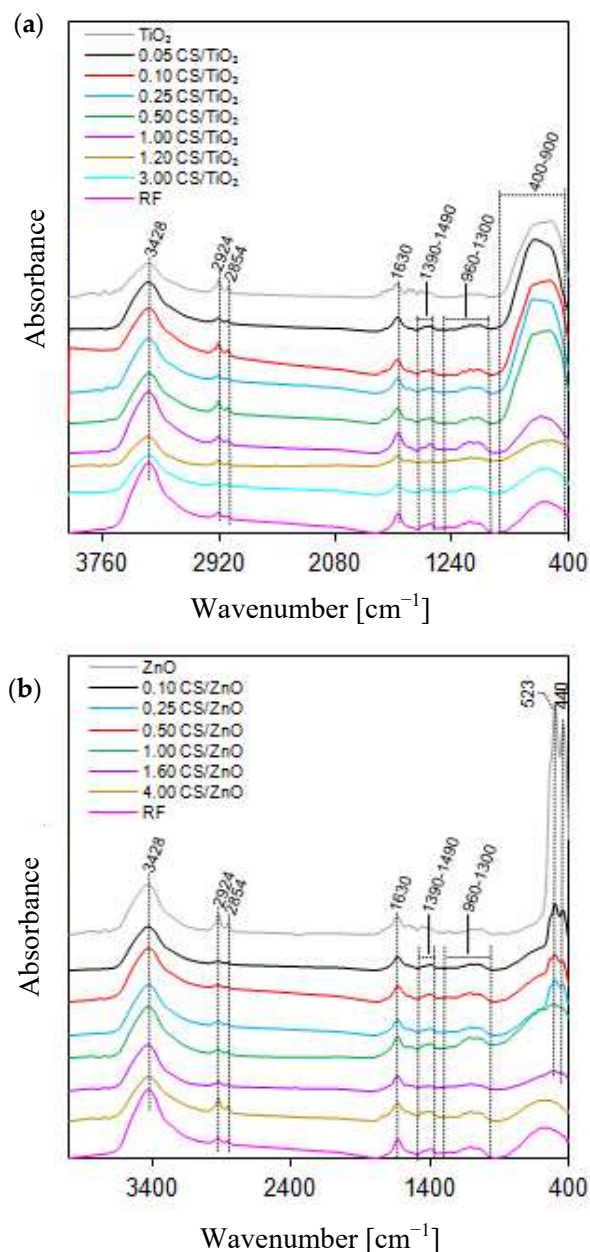 (a)
TiO₂
0.05 CS/TiO₂
0.10 CS/TiO₂
0.25 CS/TiO₂
0.50 CS/TiO₂
1.00 CS/TiO₂
1.20 CS/TiO₂
3.00 CS/TiO₂
RF
3428
2924
2854
1630
1390-1490
960-1300
400-900
Absorbance
3760 2920 2080 1240 400
Wavenumber [cm⁻¹]
(b)
ZnO
0.10 CS/ZnO
0.25 CS/ZnO
0.50 CS/ZnO
1.00 CS/ZnO
1.60 CS/ZnO
4.00 CS/ZnO
RF
3428
2924
2854
1630
1390-1490
960-1300
523
440
Absorbance
3400 2400 1400 400
Wavenumber [cm⁻¹]